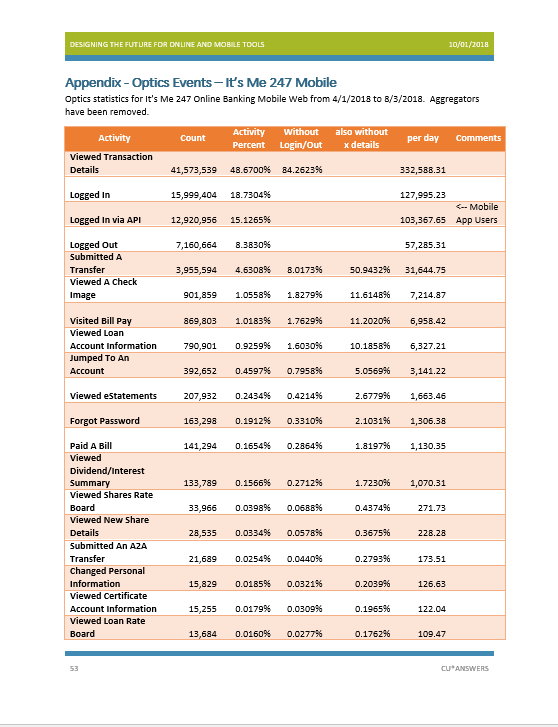 DESIGNING THE FUTURE FOR ONLINE AND MOBILE TOOLS 10/01/2018
Appendix - Optics Events – It's Me 247 Mobile
Optics statistics for It's Me 247 Online Banking Mobile Web from 4/1/2018 to 8/3/2018. Aggregators
have been removed.
Activity Count Activity Percent Without Login/Out also without x details per day Comments
Viewed Transaction
Details 41,573,539 48.6700% 84.2623% 332,588.31
Logged In 15,999,404 18.7304% 127,995.23
Logged In via API 12,920,956 15.1265% 103,367.65 <-- Mobile App Users
Logged Out 7,160,664 8.3830% 57,285.31
Submitted A
Transfer 3,955,594 4.6308% 8.0173% 50.9432% 31,644.75
Viewed A Check
Image 901,859 1.0558% 1.8279% 11.6148% 7,214.87
Visited Bill Pay 869,803 1.0183% 1.7629% 11.2020% 6,958.42
Viewed Loan
Account Information 790,901 0.9259% 1.6030% 10.1858% 6,327.21
Jumped To An
Account 392,652 0.4597% 0.7958% 5.0569% 3,141.22
Viewed eStatements 207,932 0.2434% 0.4214% 2.6779% 1,663.46
Forgot Password 163,298 0.1912% 0.3310% 2.1031% 1,306.38
Paid A Bill 141,294 0.1654% 0.2864% 1.8197% 1,130.35
Viewed
Dividend/Interest
Summary 133,789 0.1566% 0.2712% 1.7230% 1,070.31
Viewed Shares Rate
Board 33,966 0.0398% 0.0688% 0.4374% 271.73
Viewed New Share
Details 28,535 0.0334% 0.0578% 0.3675% 228.28
Submitted An A2A
Transfer 21,689 0.0254% 0.0440% 0.2793% 173.51
Changed Personal
Information 15,829 0.0185% 0.0321% 0.2039% 126.63
Viewed Certificate
Account Information 15,255 0.0179% 0.0309% 0.1965% 122.04
Viewed Loan Rate
Board 13,684 0.0160% 0.0277% 0.1762% 109.47
53 CU*ANSWERS